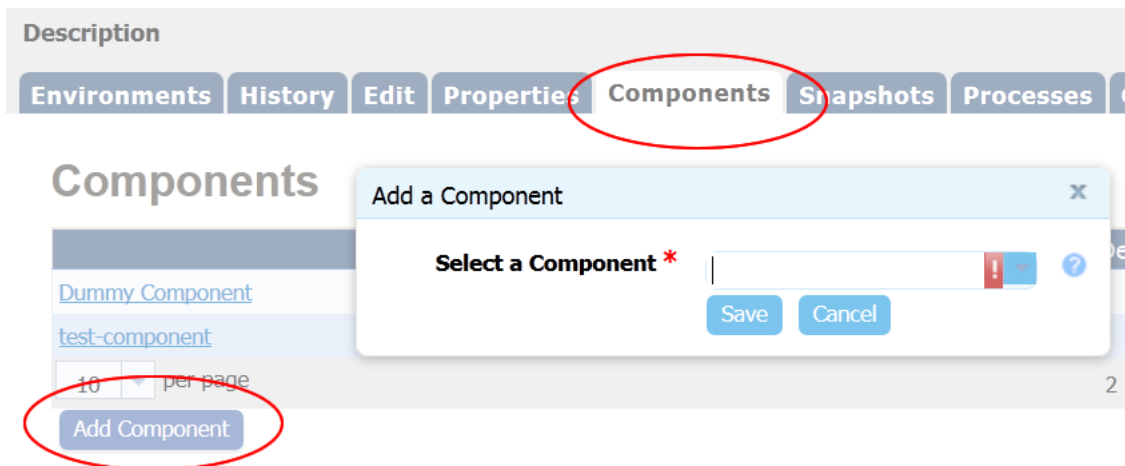 Description
Environments History Edit Properties Components Snapshots Processes
Components
Add a Component x
Select a Component * ! ?
Dummy Component
Save Cancel
test-component
10 per page 2
Add Component